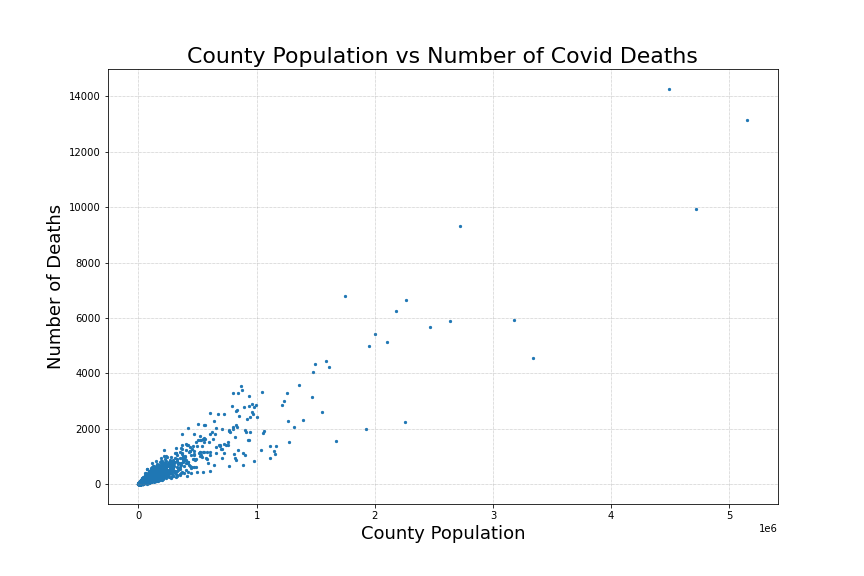 County Population vs Number of Covid Deaths
Number of Deaths
14000
12000
10000
8000
6000
4000
2000
0
0 1 2 3 4 5
1e6
County Population